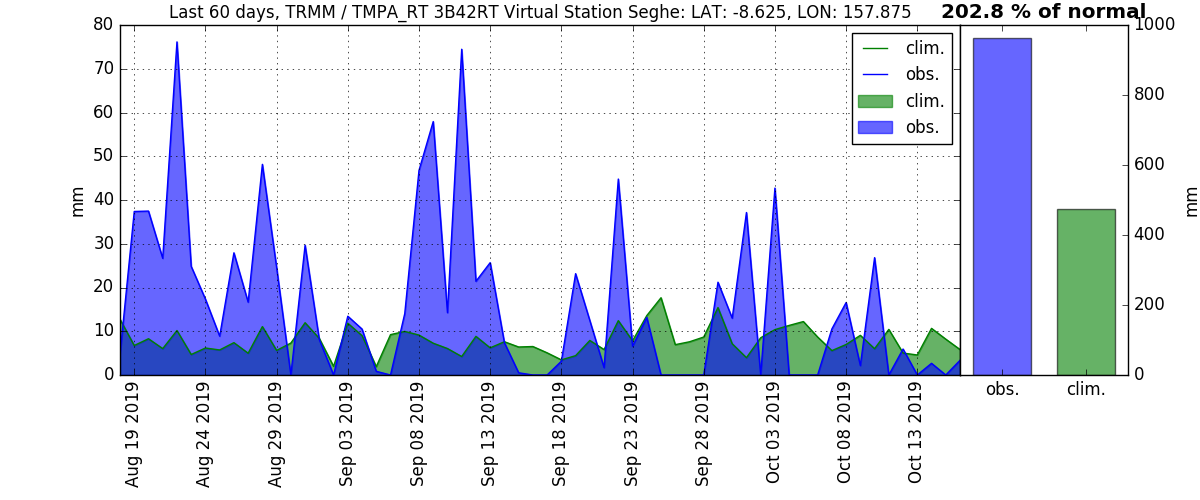 Last 60 days, TRMM / TMPA_RT 3B42RT Virtual Station Seghe: LAT: -8.625, LON: 157.875
202.8 % of normal
80
70
60
50
40
30
20
10
0
mm
clim.
obs.
clim.
obs.
1000
800
600
400
200
0
mm
Aug 19 2019
Aug 24 2019
Aug 29 2019
Sep 03 2019
Sep 08 2019
Sep 13 2019
Sep 18 2019
Sep 23 2019
Sep 28 2019
Oct 03 2019
Oct 08 2019
Oct 13 2019
obs.
clim.